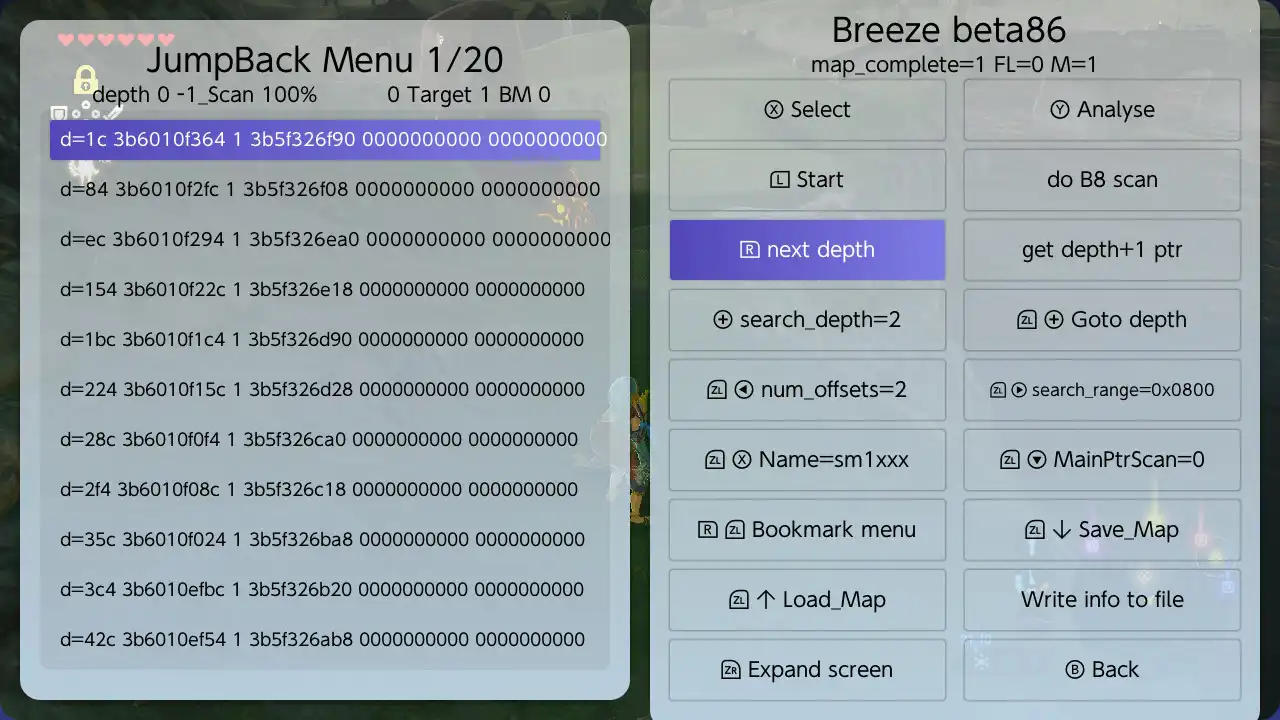 JumpBack Menu 1/20
depth 0 -1_Scan 100% 0 Target 1 BM 0
d=1c 3b6010f364 1 3b5f326f90 0000000000 0000000000
d=84 3b6010f2fc 1 3b5f326f08 0000000000 0000000000
d=ec 3b6010f294 1 3b5f326ea0 0000000000 0000000000
d=154 3b6010f22c 1 3b5f326e18 0000000000 0000000000
d=1bc 3b6010f1c4 1 3b5f326d90 0000000000 0000000000
d=224 3b6010f15c 1 3b5f326d28 0000000000 0000000000
d=28c 3b6010f0f4 1 3b5f326ca0 0000000000 0000000000
d=2f4 3b6010f08c 1 3b5f326c18 0000000000 0000000000
d=35c 3b6010f024 1 3b5f326ba8 0000000000 0000000000
d=3c4 3b6010efbc 1 3b5f326b20 0000000000 0000000000
d=42c 3b6010ef54 1 3b5f326ab8 0000000000 0000000000
Breeze beta86
map_complete=1 FL=0 M=1
X Select
Y Analyse
L Start
do B8 scan
R next depth
get depth+1 ptr
+ search_depth=2
ZL + Goto depth
ZL ◀ num_offsets=2
ZL ▶ search_range=0x0800
ZL X Name=sm1xxx
ZL ▼ MainPtrScan=0
R ZL Bookmark menu
ZL ↓ Save_Map
ZL ↑ Load_Map
Write info to file
ZR Expand screen
B Back